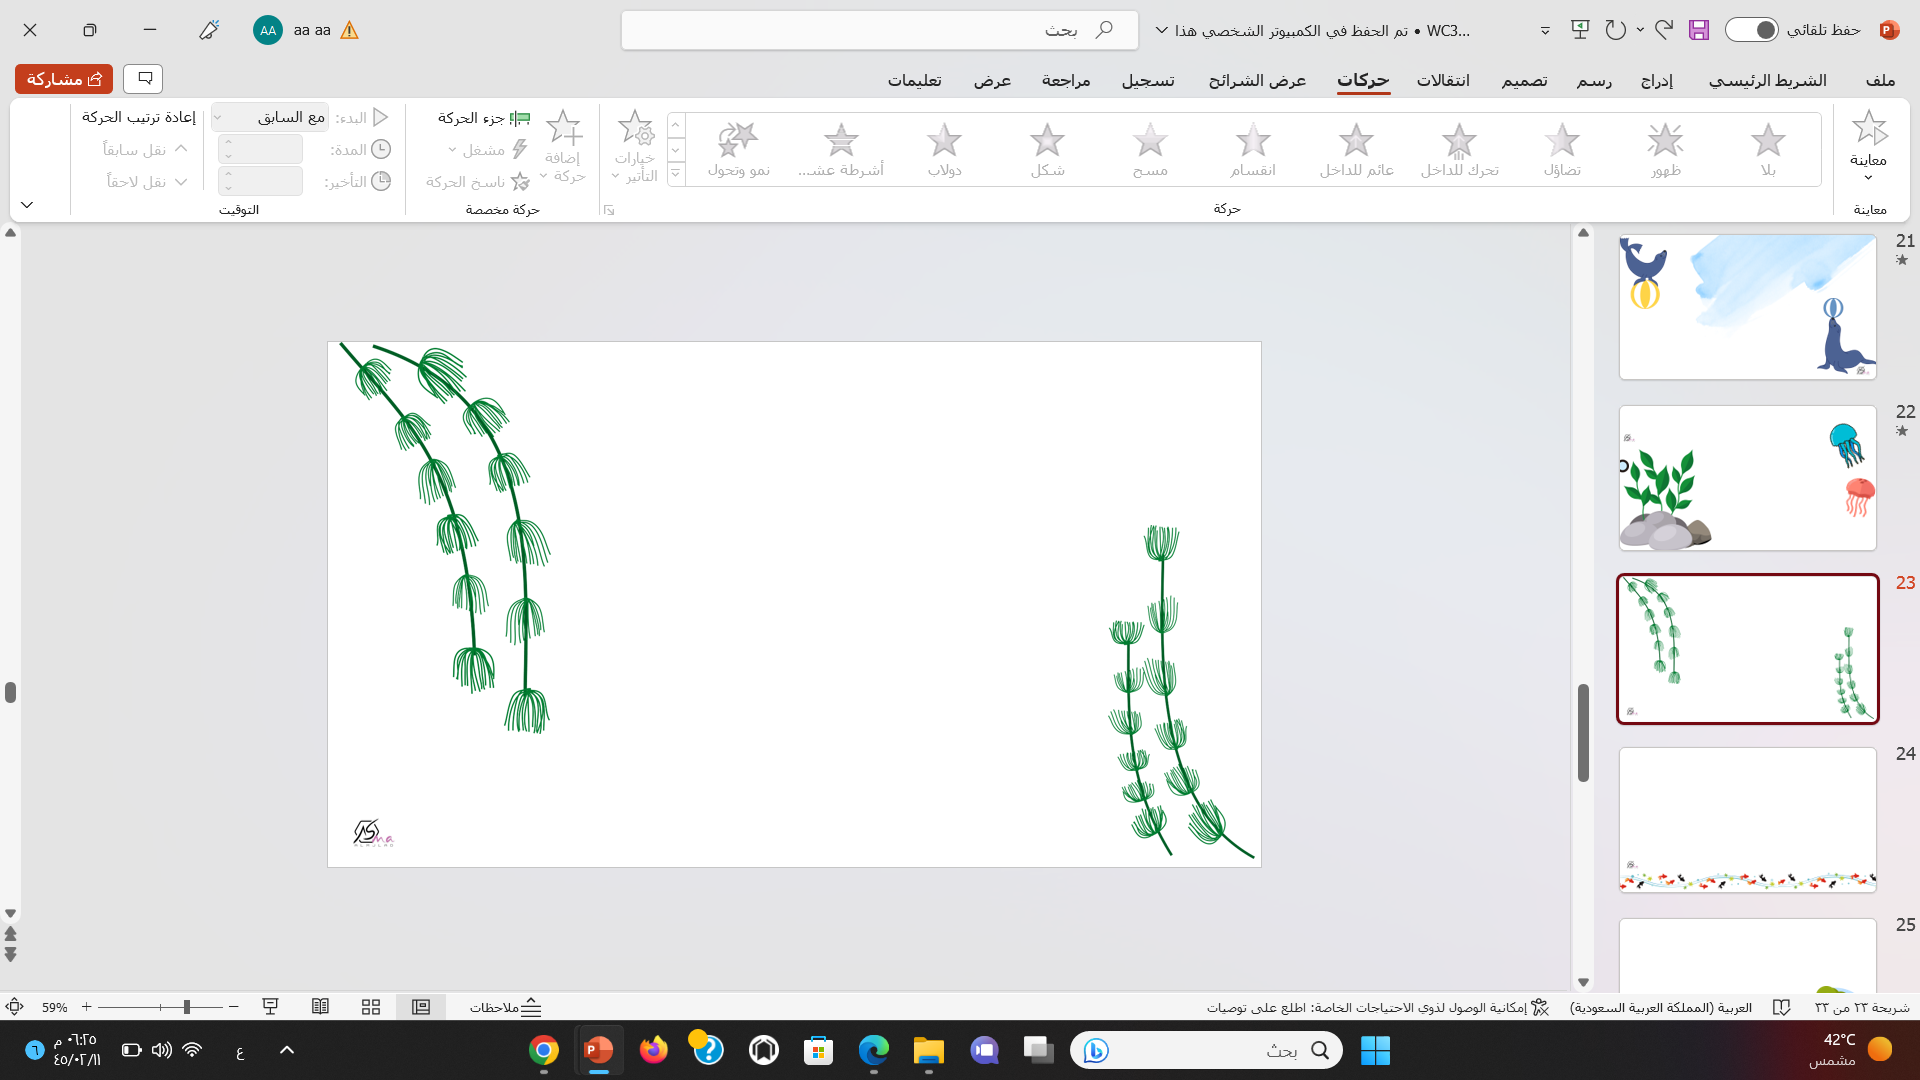 حفظ تلقائي
WC3... • تم الحفظ في الكمبيوتر الشخصي هذا
بحث
aa aa
AA
ملف
الشريط الرئيسي
إدراج
رسم
تصميم
انتقالات
حركات
عرض الشرائح
تسجيل
مراجعة
عرض
تعليمات
مشاركة
معاينة
معاينة
بلا
ظهور
تضاؤل
تحرك للداخل
عائم للداخل
انقسام
مسح
شكل
دولاب
أشرطة عش...
نمو وتحول
حركة
خيارات
التأثير
إضافة
حركة
جزء الحركة
مشغل
ناسخ الحركة
حركة مخصصة
البدء:
مع السابق
المدة:
التأخير:
إعادة ترتيب الحركة
نقل سابقاً
نقل لاحقاً
التوقيت
21
22
23
24
25
شريحة ٢٣ من ٣٣
العربية (المملكة العربية السعودية)
إمكانية الوصول لذوي الاحتياجات الخاصة: اطلع على توصيات
ملاحظات
59%
42°C
مشمس
بحث
ع
٠٦:٢٥ م
٤٥/٠٢/١١
٦